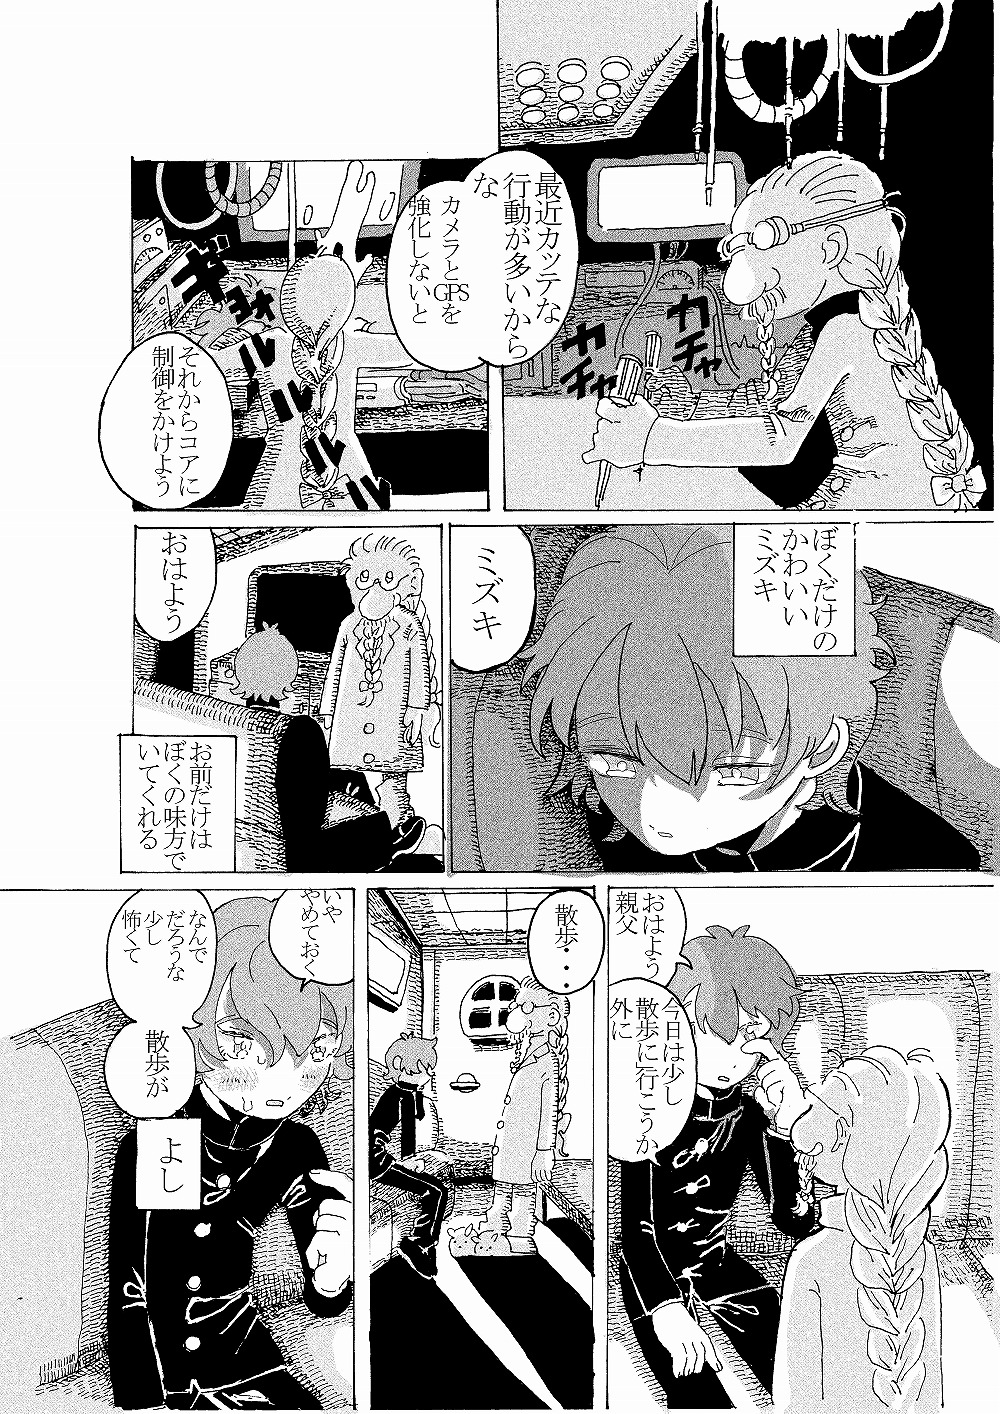 最近カッテな
行動が多いから
な
カメラとGPSを
強化しないと
カチャ
カチャ
それからコアに
制御をかけよう
ギュォルルルル
ぼくだけの
かわいい
ミズキ
ミズキ
おはよう
お前だけは
ぼくの味方で
いてくれる
おはよう
親父
今日は少し
散歩に行こうか
外に
散歩・・・
いや
やめておく
なんで
だろうな
少し
怖くて
散歩が
よし